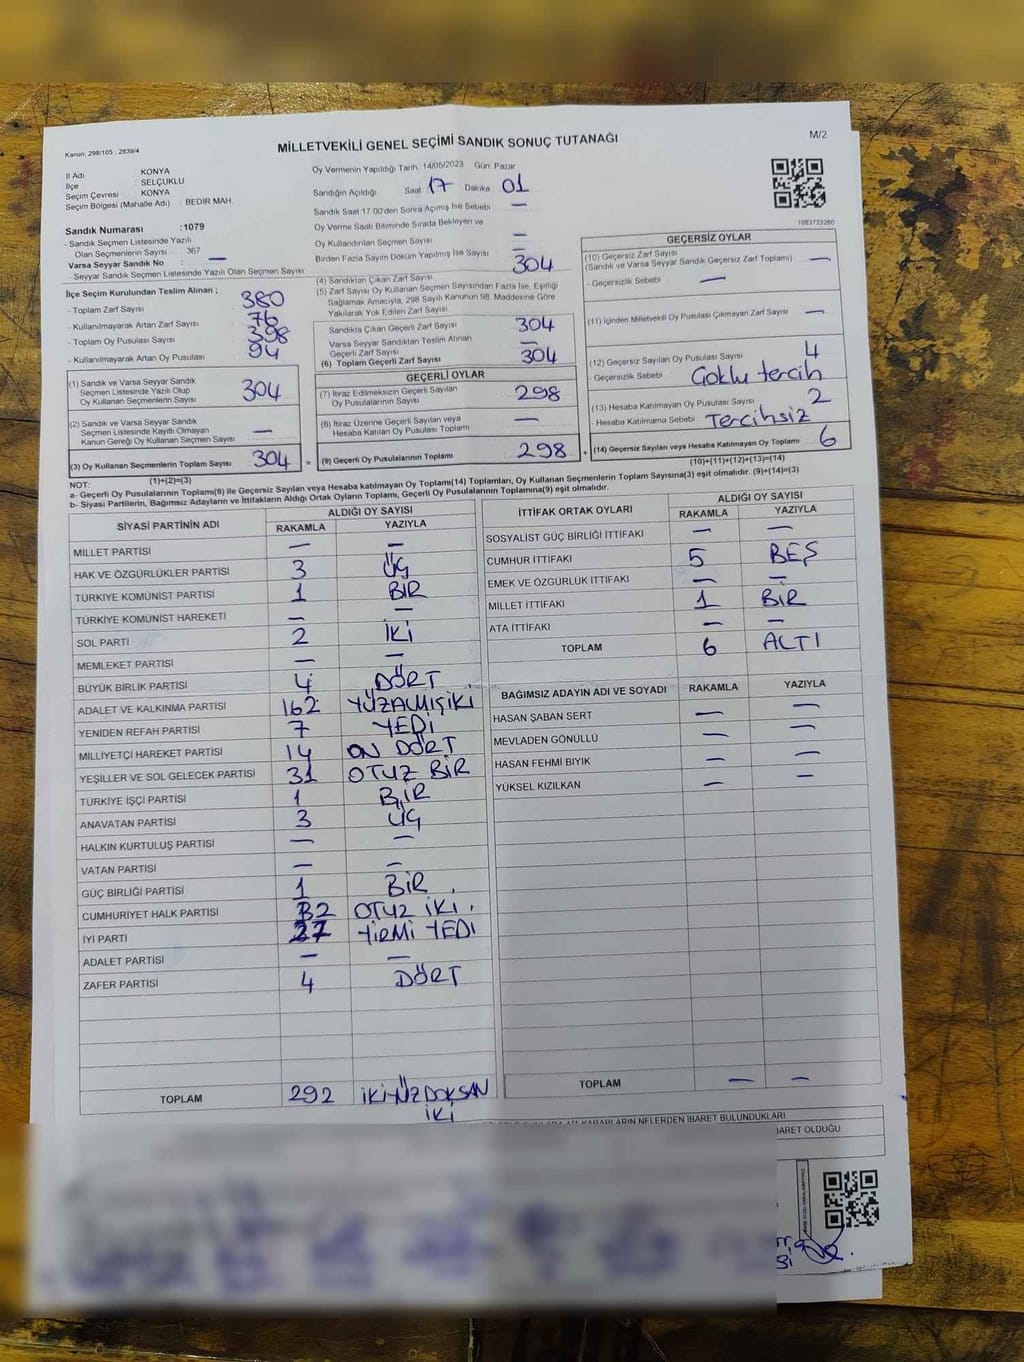 Kanun: 298/105 , 2839/4
MİLLETVEKİLİ GENEL SEÇİMİ SANDIK SONUÇ TUTANAĞI
M/2
İl Adı KONYA
İlçe SELÇUKLU
Seçim Çevresi KONYA
Seçim Bölgesi (Mahalle Adı) : BEDİR MAH.
Sandık Numarası :1079
- Sandık Seçmen Listesinde Yazılı
Olan Seçmenlerin Sayısı : 367
Varsa Seyyar Sandık No : —
- Seyyar Sandık Seçmen Listesinde Yazılı Olan Seçmen Sayısı :
Oy Vermenin Yapıldığı Tarih: 14/05/2023 Gün: Pazar
Sandığın Açıldığı Saat 17 Dakika 01
Sandık Saat 17:00'den Sonra Açılmış İse Sebebi —
Oy Verme Saati Bitiminde Sırada Bekleyen ve
Oy Kullandırılan Seçmen Sayısı —
Birden Fazla Sayım Döküm Yapılmış İse Sayısı —
1083733260
İlçe Seçim Kurulundan Teslim Alınan ;
- Toplam Zarf Sayısı 380
- Kullanılmayarak Artan Zarf Sayısı 76
- Toplam Oy Pusulası Sayısı 398
- Kullanılmayarak Artan Oy Pusulası 94
(4) Sandıktan Çıkan Zarf Sayısı 304
(5) Zarf Sayısı Oy Kullanan Seçmen Sayısından Fazla İse, Eşitliği
Sağlamak Amacıyla, 298 Sayılı Kanunun 98. Maddesine Göre
Yakılarak Yok Edilen Zarf Sayısı
Sandıkta Çıkan Geçerli Zarf Sayısı 304
Varsa Seyyar Sandıktan Teslim Alınan
Geçerli Zarf Sayısı —
(6) Toplam Geçerli Zarf Sayısı 304
GEÇERSİZ OYLAR
(10) Geçersiz Zarf Sayısı
(Sandık ve Varsa Seyyar Sandık Geçersiz Zarf Toplamı) —
- Geçersizlik Sebebi : —
(11) İçinden Milletvekili Oy Pusulası Çıkmayan Zarf Sayısı —
(12) Geçersiz Sayılan Oy Pusulası Sayısı 4
- Geçersizlik Sebebi : Çoklu tercih
(13) Hesaba Katılmayan Oy Pusulası Sayısı 2
- Hesaba Katılmama Sebebi : Tercihsiz
(14) Geçersiz Sayılan veya Hesaba Katılmayan Oy Toplamı 6
(10)+(11)+(12)+(13)=(14)
(1) Sandık ve Varsa Seyyar Sandık
Seçmen Listesinde Yazılı Olup
Oy Kullanan Seçmenlerin Sayısı 304
(2) Sandık ve Varsa Seyyar Sandık
Seçmen Listesinde Kayıtlı Olmayan
Kanun Gereği Oy Kullanan Seçmen Sayısı —
(3) Oy Kullanan Seçmenlerin Toplam Sayısı 304 =
(1)+(2)=(3)
GEÇERLİ OYLAR
(7) İtiraz Edilmeksizin Geçerli Sayılan
Oy Pusulalarının Sayısı 298
(8) İtiraz Üzerine Geçerli Sayılan veya
Hesaba Katılan Oy Pusulası Toplamı —
(9) Geçerli Oy Pusulalarının Toplamı 298 +
NOT:
a- Geçerli Oy Pusulalarının Toplamı(9) ile Geçersiz Sayılan veya Hesaba katılmayan Oy Toplamı(14) Toplamları, Oy Kullanan Seçmenlerin Toplam Sayısına(3) eşit olmalıdır. (9)+(14)=(3)
b- Siyasi Partilerin, Bağımsız Adayların ve İttifakların Aldığı Ortak Oyların Toplamı, Geçerli Oy Pusulalarının Toplamına(9) eşit olmalıdır.
SİYASİ PARTİNİN ADI ALDIĞI OY SAYISI
RAKAMLA YAZIYLA
MİLLET PARTİSİ — —
HAK VE ÖZGÜRLÜKLER PARTİSİ 3 ÜÇ
TÜRKİYE KOMÜNİST PARTİSİ 1 BİR
TÜRKİYE KOMÜNİST HAREKETİ — —
SOL PARTİ 2 İKİ
MEMLEKET PARTİSİ — —
BÜYÜK BİRLİK PARTİSİ 4 DÖRT
ADALET VE KALKINMA PARTİSİ 162 YÜZALMIŞİKİ
YENİDEN REFAH PARTİSİ 7 YEDİ
MİLLİYETÇİ HAREKET PARTİSİ 14 ON DÖRT
YEŞİLLER VE SOL GELECEK PARTİSİ 31 OTUZ BİR
TÜRKİYE İŞÇİ PARTİSİ 1 BİR
ANAVATAN PARTİSİ 3 ÜÇ
HALKIN KURTULUŞ PARTİSİ — —
VATAN PARTİSİ — —
GÜÇ BİRLİĞİ PARTİSİ 1 BİR
CUMHURİYET HALK PARTİSİ 32 OTUZ İKİ
İYİ PARTİ 27 YİRMİ YEDİ
ADALET PARTİSİ — —
ZAFER PARTİSİ 4 DÖRT
TOPLAM 292 İKİYÜZDOKSAN
İKİ
İTTİFAK ORTAK OYLARI ALDIĞI OY SAYISI
RAKAMLA YAZIYLA
SOSYALİST GÜÇ BİRLİĞİ İTTİFAKI — —
CUMHUR İTTİFAKI 5 BEŞ
EMEK VE ÖZGÜRLÜK İTTİFAKI — —
MİLLET İTTİFAKI 1 BİR
ATA İTTİFAKI — —
TOPLAM 6 ALTI
BAĞIMSIZ ADAYIN ADI VE SOYADI RAKAMLA YAZIYLA
HASAN ŞABAN SERT — —
MEVLADEN GÖNÜLLÜ — —
HASAN FEHMİ BIYIK — —
YÜKSEL KIZILKAN — —
TOPLAM — —
KARARLARIN NELERDEN İBARET BULUNDUKLARI
BARET OLDUĞU